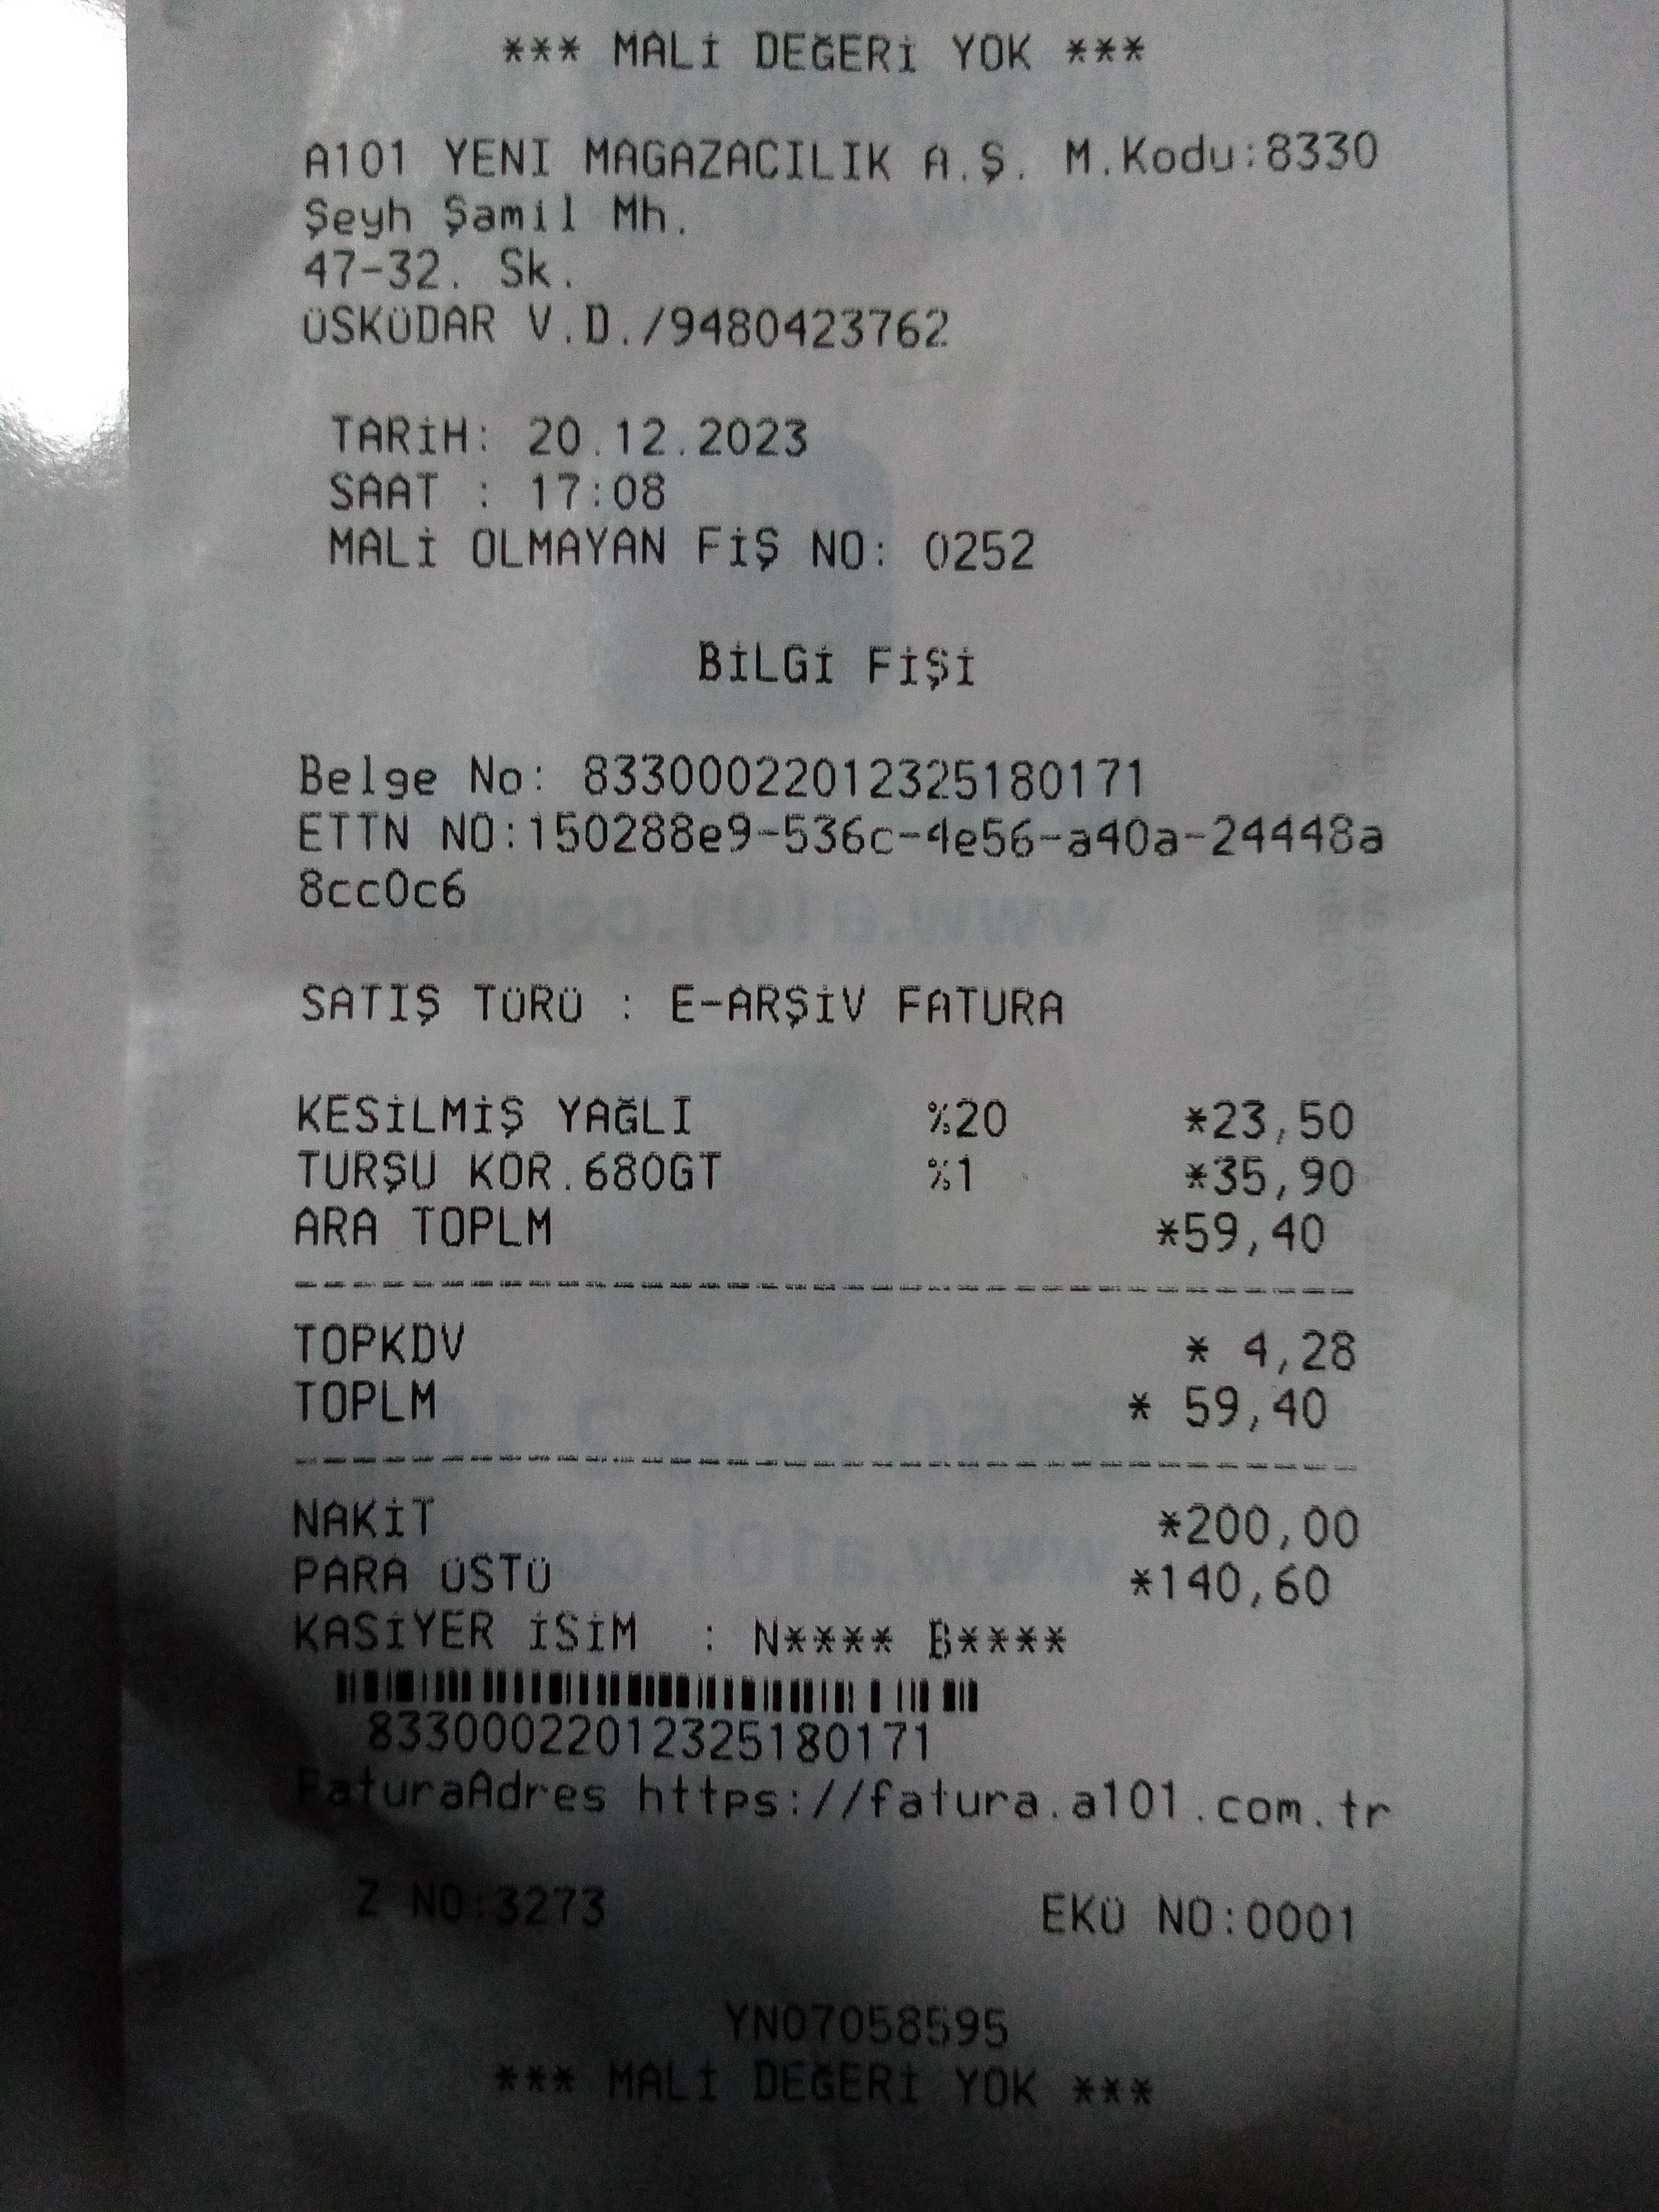 *** MALİ DEĞERİ YOK ***
A101 YENI MAGAZACILIK A.Ş. M.Kodu:8330
Şeyh Şamil Mh.
47-32. Sk.
ÜSKÜDAR V.D./9480423762
TARİH: 20.12.2023
SAAT : 17:08
MALİ OLMAYAN FİŞ NO: 0252
BİLGİ FİŞİ
Belge No: 83300022012325180171
ETTN NO:150288e9-536c-4e56-a40a-24448a
8cc0c6
SATIŞ TÜRÜ : E-ARŞİV FATURA
KESİLMİŞ YAĞLI %20 *23,50
TURŞU KOR.680GT %1 *35,90
ARA TOPLM *59,40
TOPKDV * 4,28
TOPLM * 59,40
NAKİT *200,00
PARA ÜSTÜ *140,60
KASİYER İSİM : N**** B****
83300022012325180171
FaturaAdres https://fatura.a101.com.tr
Z NO:3273 EKÜ NO:0001
YN07058595
*** MALİ DEĞERİ YOK ***